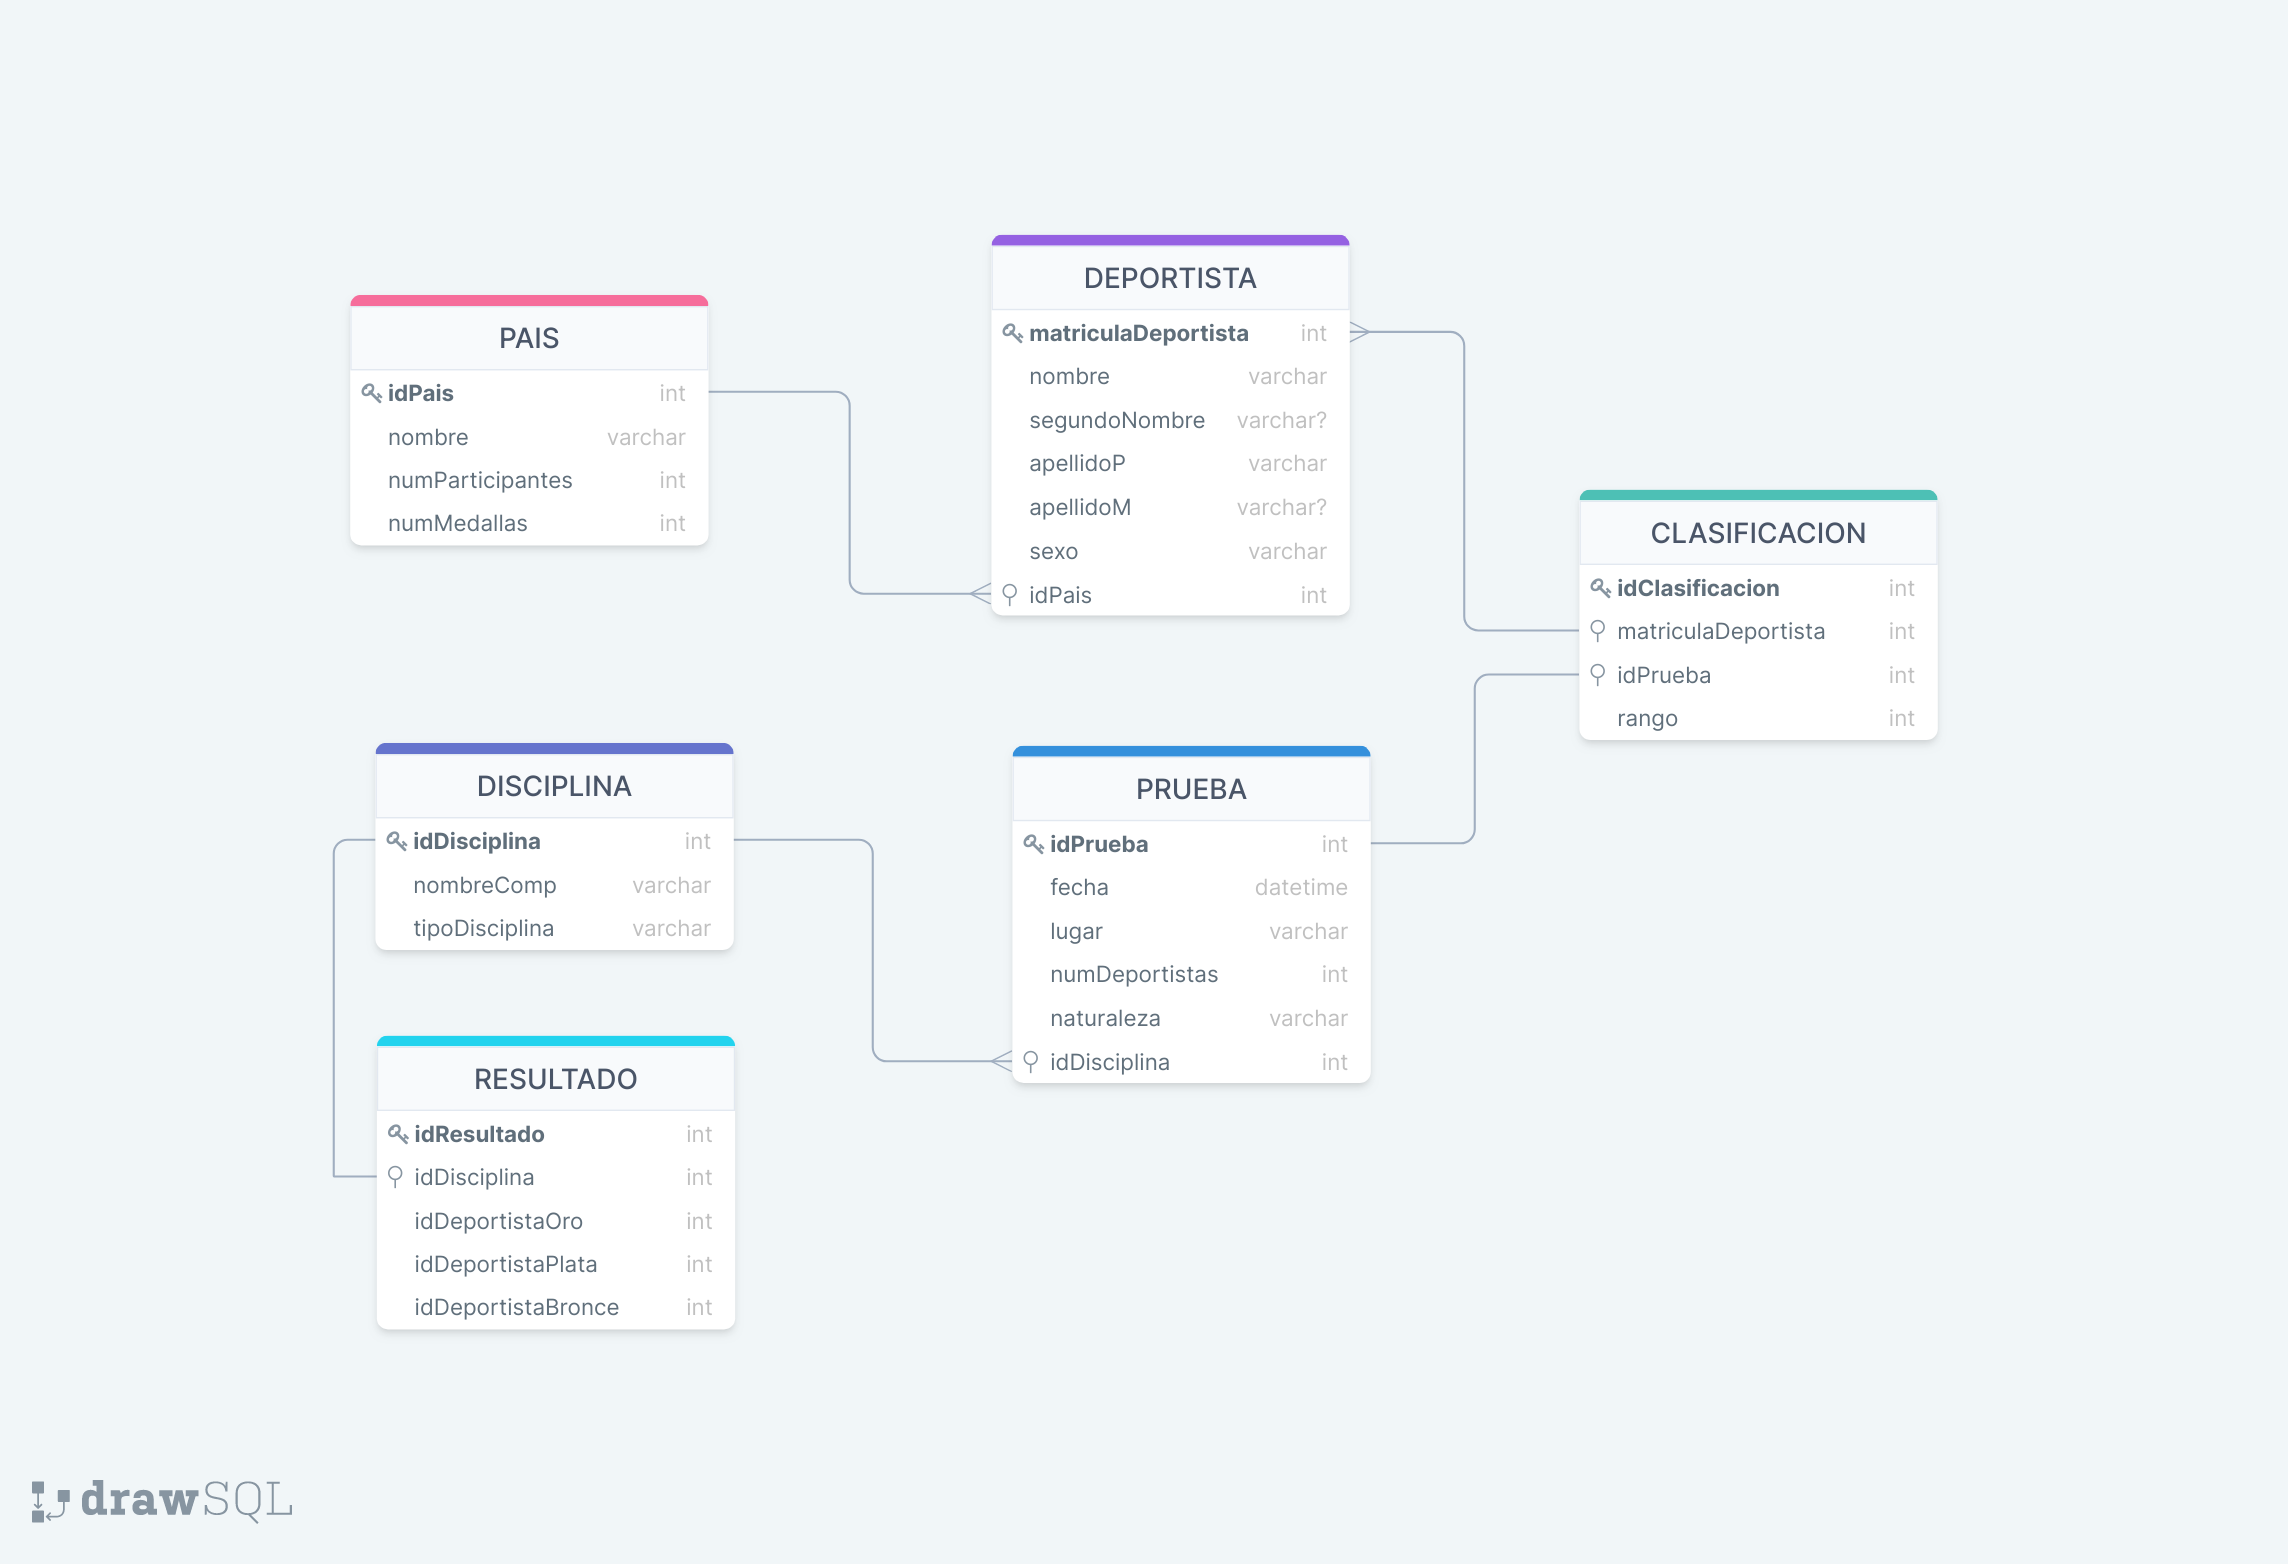 PAIS
idPais int
nombre varchar
numParticipantes int
numMedallas int
DEPORTISTA
matriculaDeportista int
nombre varchar
segundoNombre varchar?
apellidoP varchar
apellidoM varchar?
sexo varchar
idPais int
CLASIFICACION
idClasificacion int
matriculaDeportista int
idPrueba int
rango int
DISCIPLINA
idDisciplina int
nombreComp varchar
tipoDisciplina varchar
PRUEBA
idPrueba int
fecha datetime
lugar varchar
numDeportistas int
naturaleza varchar
idDisciplina int
RESULTADO
idResultado int
idDisciplina int
idDeportistaOro int
idDeportistaPlata int
idDeportistaBronce int
drawSQL